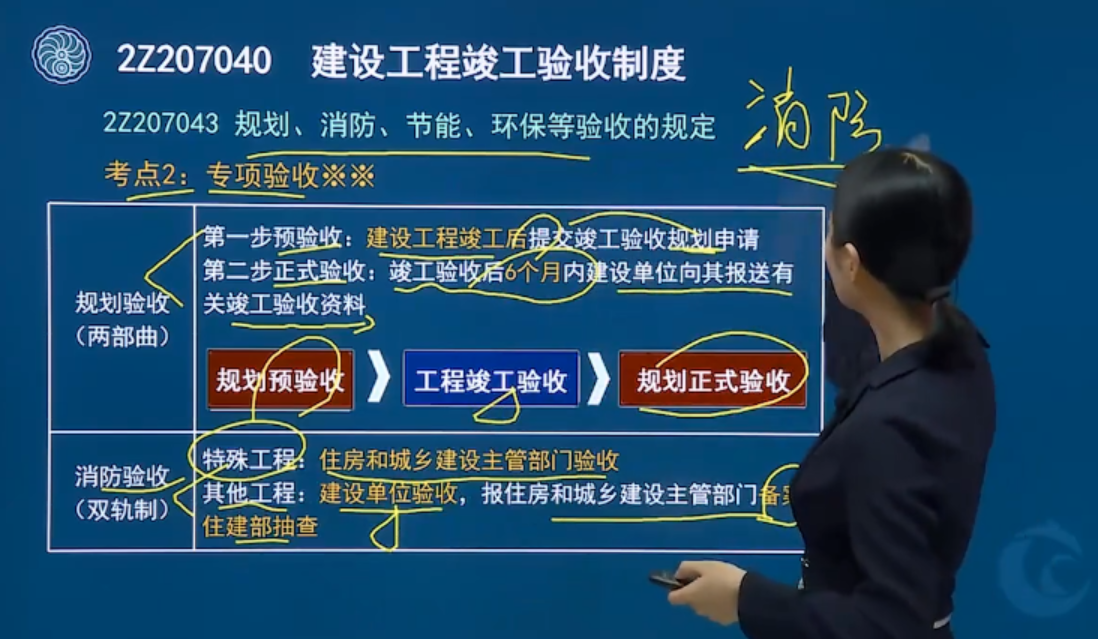 2Z207040 建设工程竣工验收制度
2Z207043 规划、消防、节能、环保等验收的规定
消防
考点2：专项验收※※
规划验收
（两部曲）
第一步预验收：建设工程竣工后提交竣工验收规划申请
第二步正式验收：竣工验收后6个月内建设单位向其报送有
关竣工验收资料
规划预验收
工程竣工验收
规划正式验收
消防验收
（双轨制）
特殊工程：住房和城乡建设主管部门验收
其他工程：建设单位验收，报住房和城乡建设主管部门备
住建部抽查